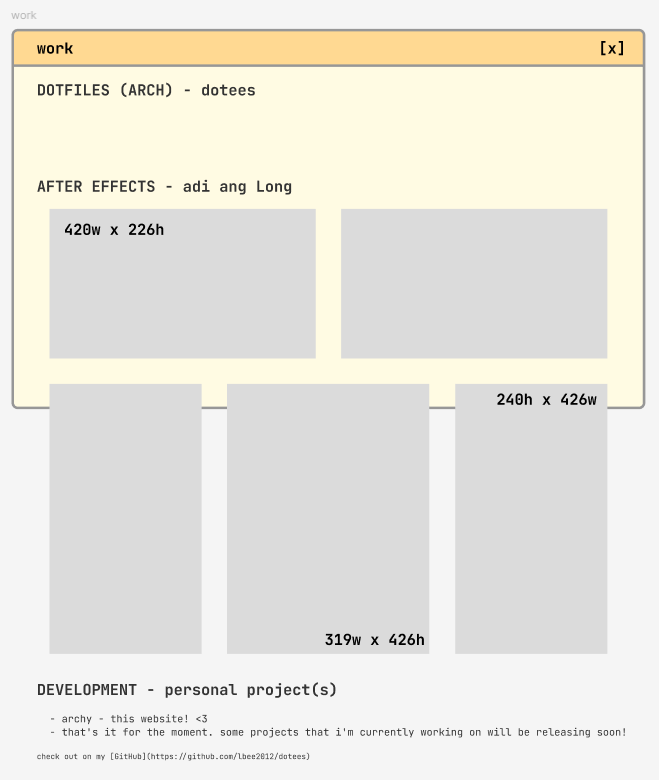 work
work [x]
DOTFILES (ARCH) - dotees
AFTER EFFECTS - adi ang Long
420w x 226h
240h x 426w
319w x 426h
DEVELOPMENT - personal project(s)
- archy - this website! <3
- that's it for the moment. some projects that i'm currently working on will be releasing soon!
check out on my [GitHub](https://github.com/lbee2012/dotees)